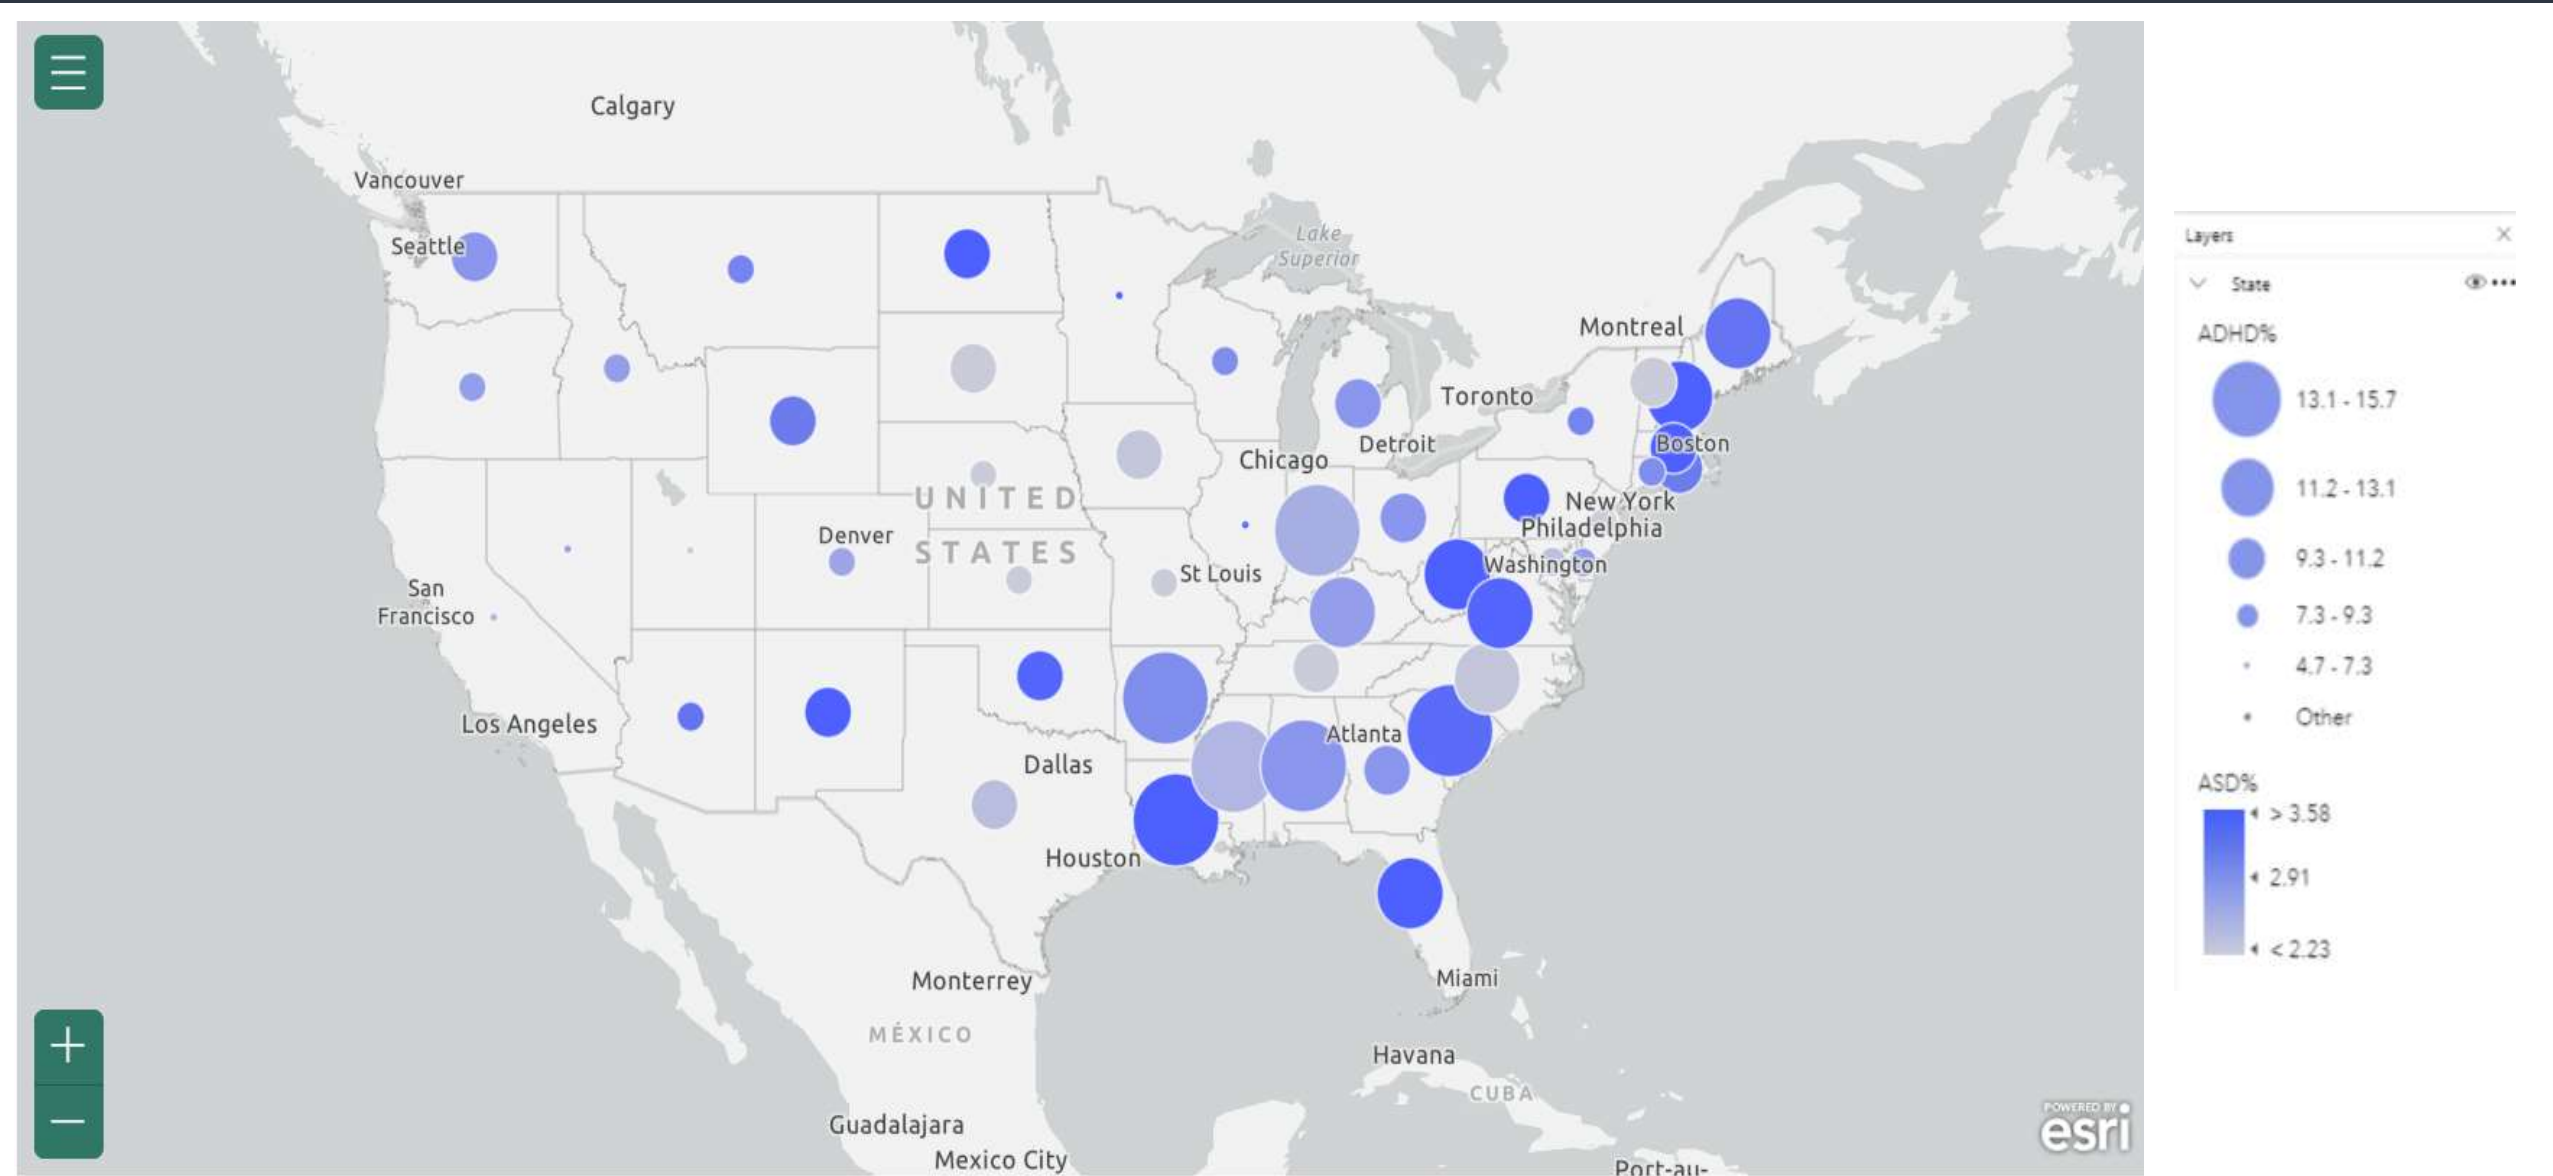 Calgary
Vancouver
Seattle
Lake
Superior
Montreal
Toronto
Detroit
Boston
Chicago
UNITED
New York
Philadelphia
Denver
STATES
St Louis
Washington
San
Francisco
Los Angeles
Atlanta
Dallas
Houston
Miami
Monterrey
MÉXICO
Havana
CUBA
Guadalajara
Mexico City
Port-au-
POWERED BY
esri
Layers
State
ADHD%
13.1 - 15.7
11.2 - 13.1
9.3 - 11.2
7.3 - 9.3
4.7 - 7.3
Other
ASD%
> 3.58
2.91
< 2.23